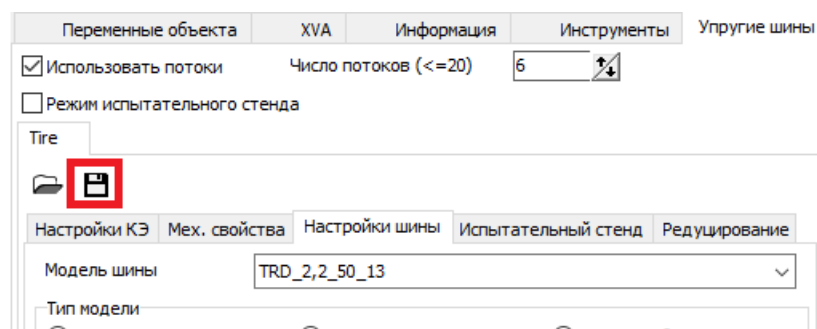 Переменные объекта XVA Информация Инструменты Упругие шины
Использовать потоки Число потоков (<=20) 6
Режим испытательного стенда
Tire
Настройки КЭ Мех. свойства Настройки шины Испытательный стенд Редуцирование
Модель шины TRD_2,2_50_13
Тип модели